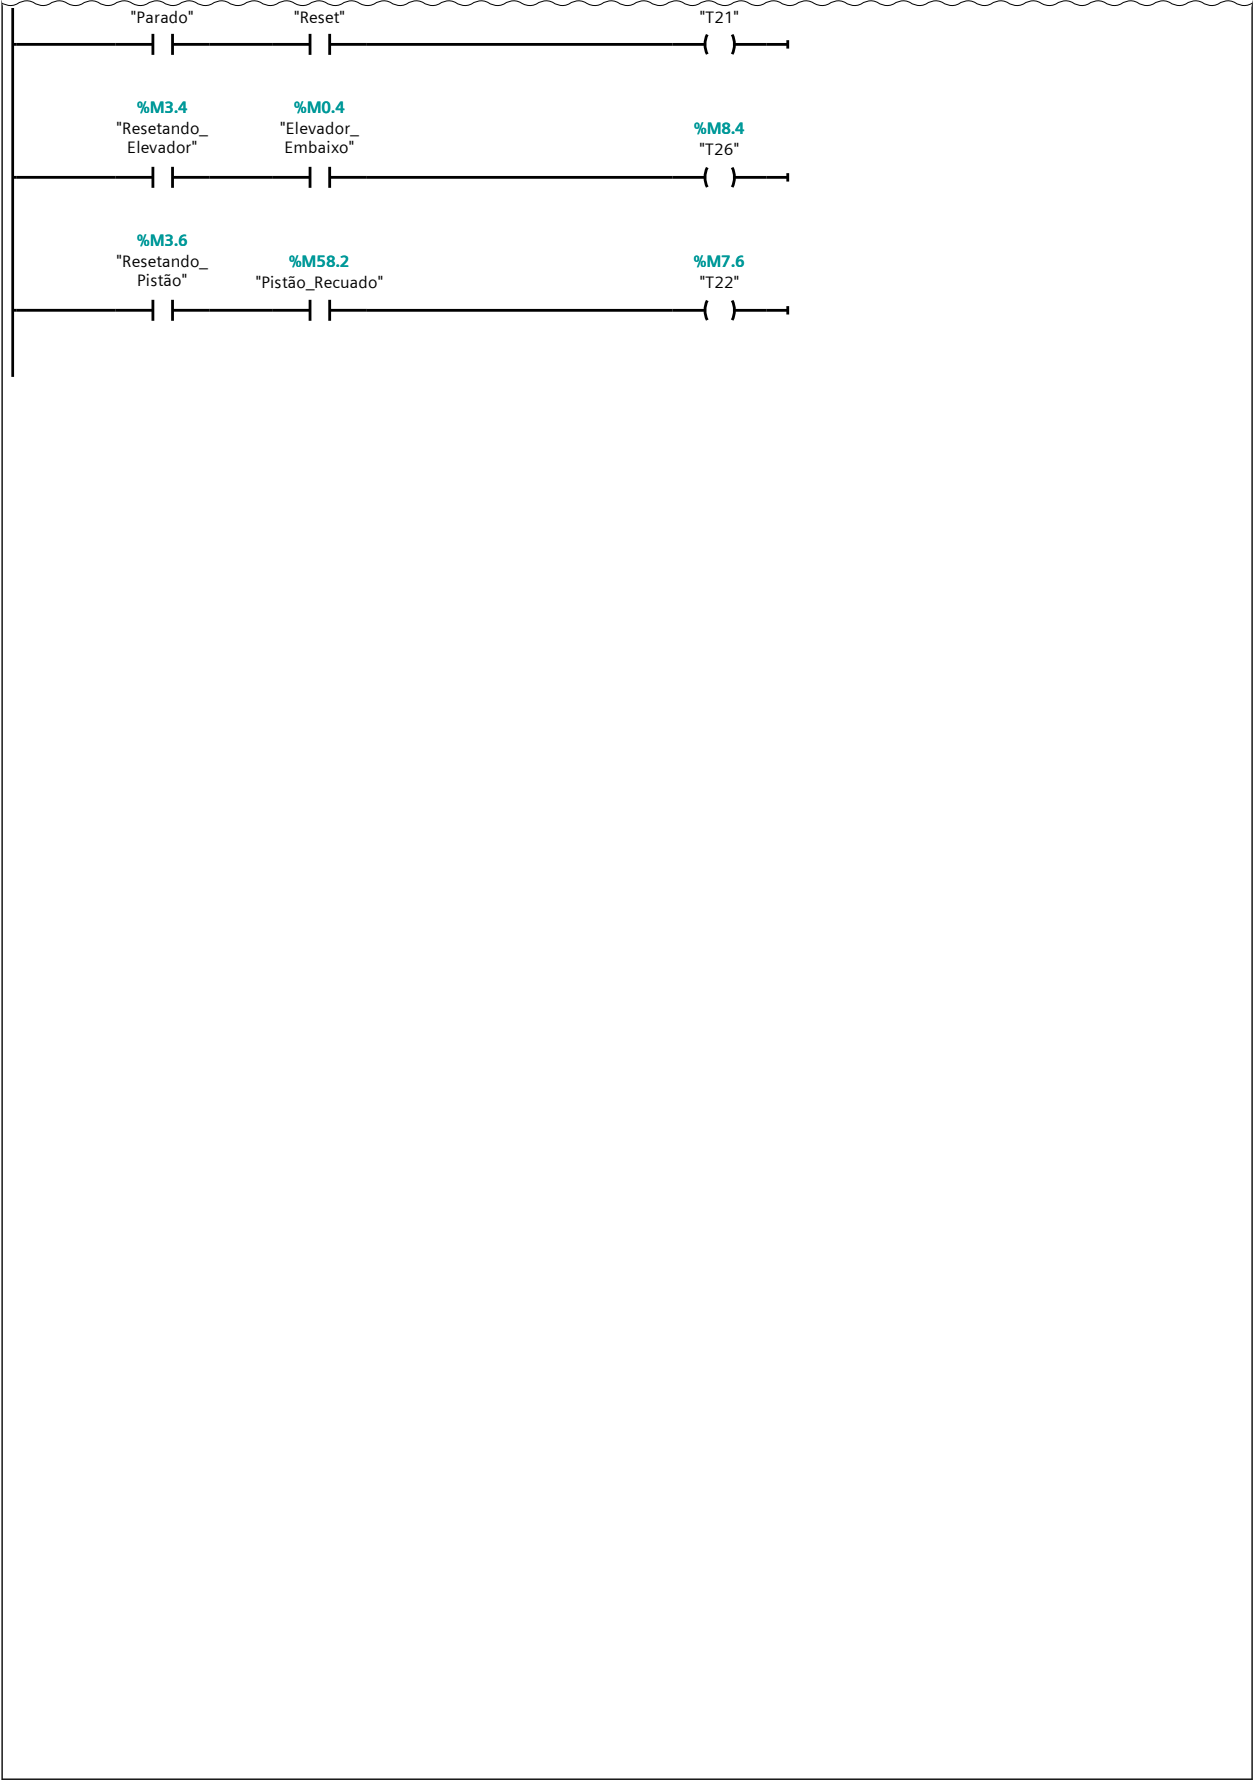 "Parado" "Reset" "T21"
%M3.4 %M0.4
"Resetando_ "Elevador_ %M8.4
Elevador" Embaixo" "T26"
%M3.6
"Resetando_ %M58.2 %M7.6
Pistão" "Pistão_Recuado" "T22"